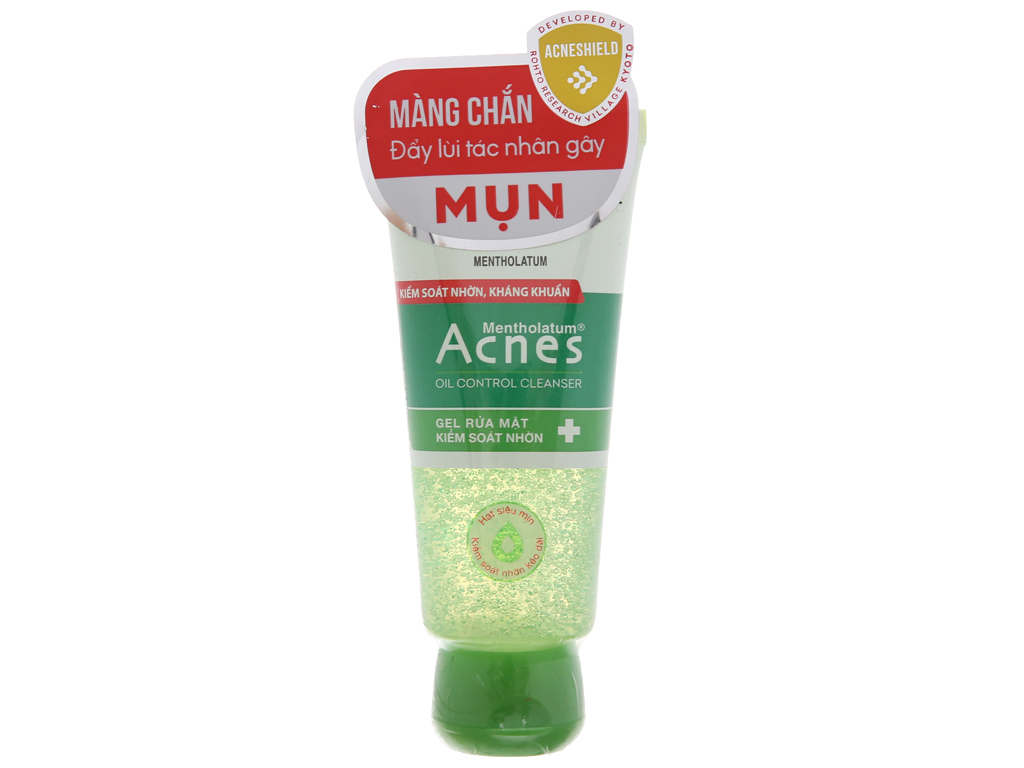 DEVELOPED BY
ROHTO RESEARCH VILLAGE KYOTO
ACNESHIELD
MÀNG CHẮN
Đẩy lùi tác nhân gây
MỤN
MENTHOLATUM
KIỂM SOÁT NHỜN, KHÁNG KHUẨN
Mentholatum®
Acnes
OIL CONTROL CLEANSER
GEL RỬA MẶT
KIỂM SOÁT NHỜN
Hạt siêu mịn
Kiểm soát nhờn kéo dài